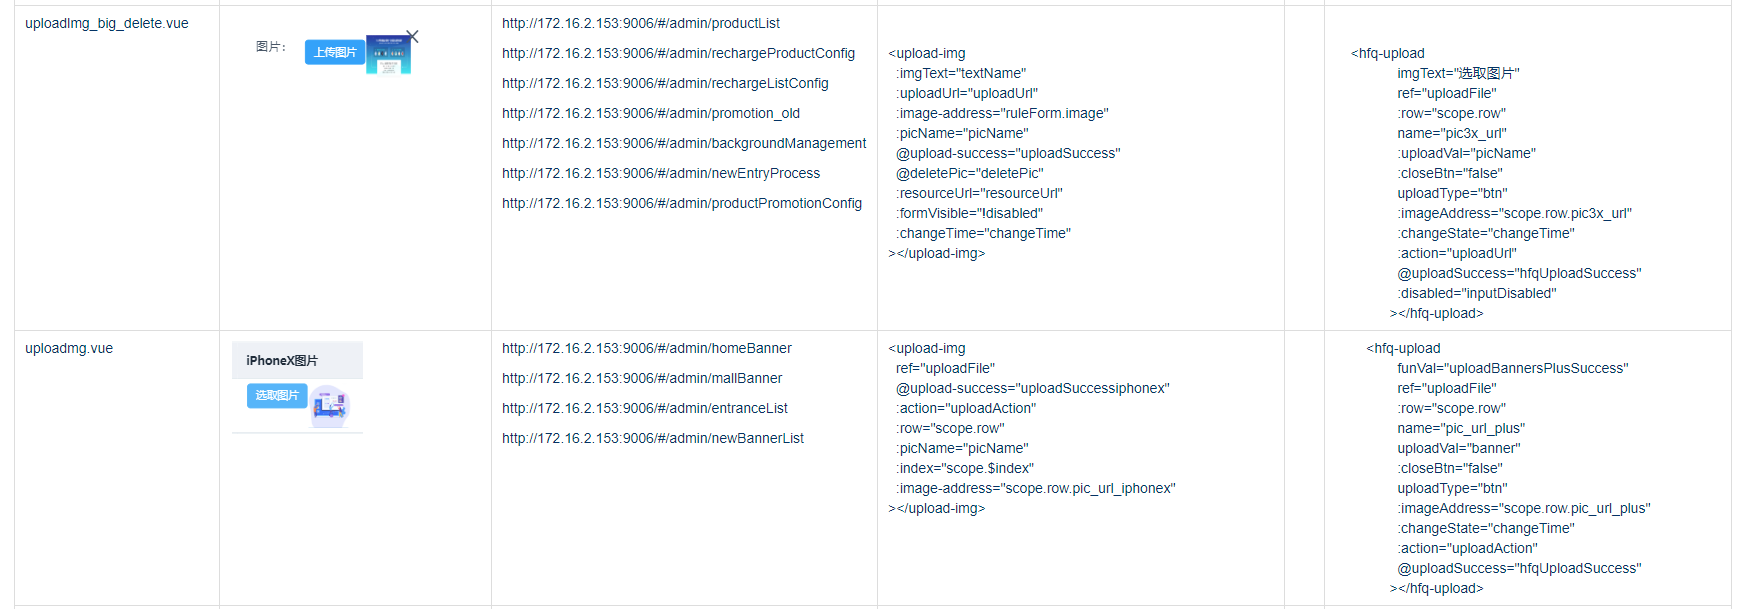 uploadImg_big_delete.vue
图片：
上传图片
http://172.16.2.153:9006/#/admin/productList
http://172.16.2.153:9006/#/admin/rechargeProductConfig
http://172.16.2.153:9006/#/admin/rechargeListConfig
http://172.16.2.153:9006/#/admin/promotion_old
http://172.16.2.153:9006/#/admin/backgroundManagement
http://172.16.2.153:9006/#/admin/newEntryProcess
http://172.16.2.153:9006/#/admin/productPromotionConfig
<upload-img
:imgText="textName"
:uploadUrl="uploadUrl"
:image-address="ruleForm.image"
:picName="picName"
@upload-success="uploadSuccess"
@deletePic="deletePic"
:resourceUrl="resourceUrl"
:formVisible="!disabled"
:changeTime="changeTime"
></upload-img>
<hfq-upload
imgText="选取图片"
ref="uploadFile"
:row="scope.row"
name="pic3x_url"
:uploadVal="picName"
:closeBtn="false"
uploadType="btn"
:imageAddress="scope.row.pic3x_url"
:changeState="changeTime"
:action="uploadUrl"
@uploadSuccess="hfqUploadSuccess"
:disabled="inputDisabled"
></hfq-upload>
uploadmg.vue
iPhoneX图片
选取图片
http://172.16.2.153:9006/#/admin/homeBanner
http://172.16.2.153:9006/#/admin/mallBanner
http://172.16.2.153:9006/#/admin/entranceList
http://172.16.2.153:9006/#/admin/newBannerList
<upload-img
ref="uploadFile"
@upload-success="uploadSuccessiphonex"
:action="uploadAction"
:row="scope.row"
:picName="picName"
:index="scope.$index"
:image-address="scope.row.pic_url_iphonex"
></upload-img>
<hfq-upload
funVal="uploadBannersPlusSuccess"
ref="uploadFile"
:row="scope.row"
name="pic_url_plus"
uploadVal="banner"
:closeBtn="false"
uploadType="btn"
:imageAddress="scope.row.pic_url_plus"
:changeState="changeTime"
:action="uploadAction"
@uploadSuccess="hfqUploadSuccess"
></hfq-upload>